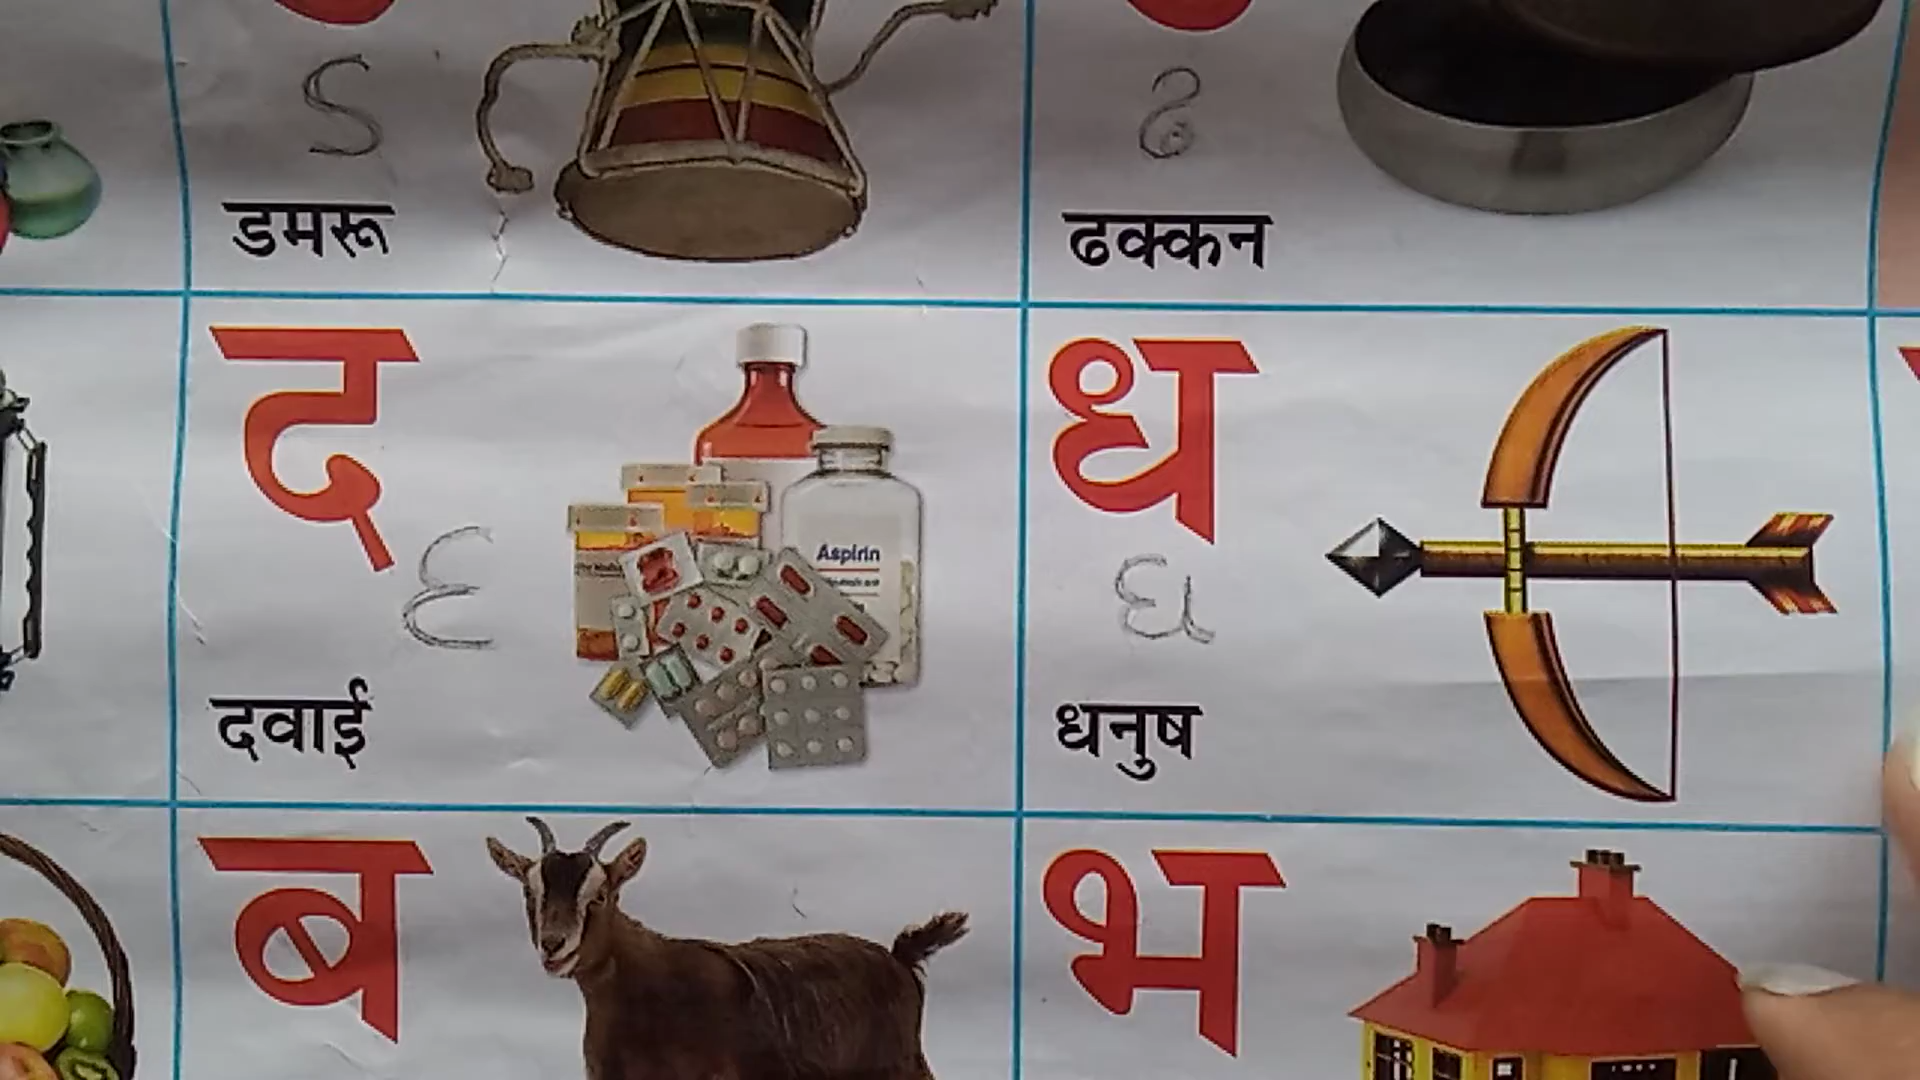 डमरू
ढक्कन
द
ध
Aspirin
दवाई
धनुष
ब
भ